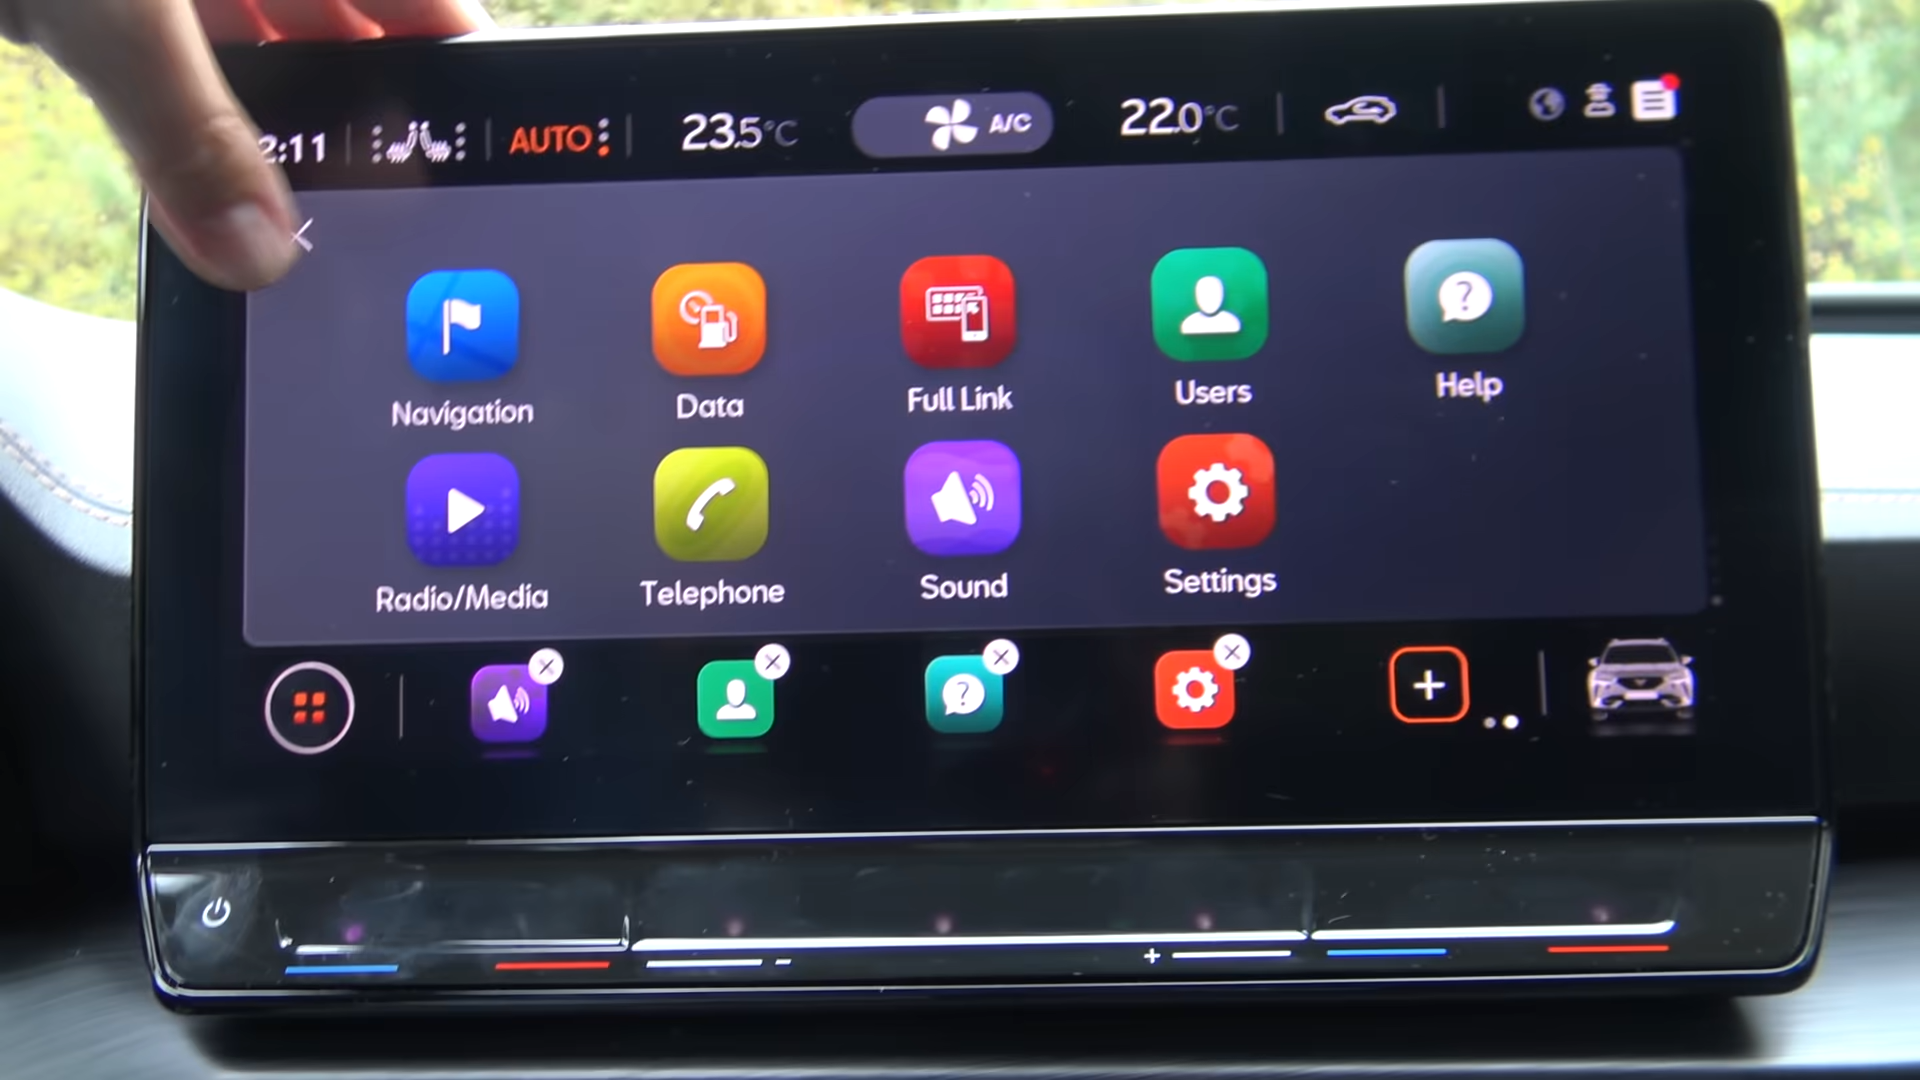 2:11 AUTO 23.5°C A/C 22.0°C
Navigation Data Full Link Users Help
Radio/Media Telephone Sound Settings